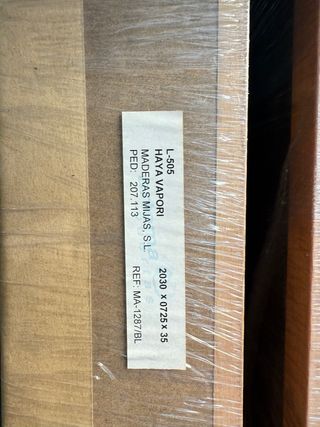 L-505
HAYA VAPORI 2030 X 0725 X 35
MADERAS MIJAS, S.L.
PED: 207.113 REF: MA-1287/BL